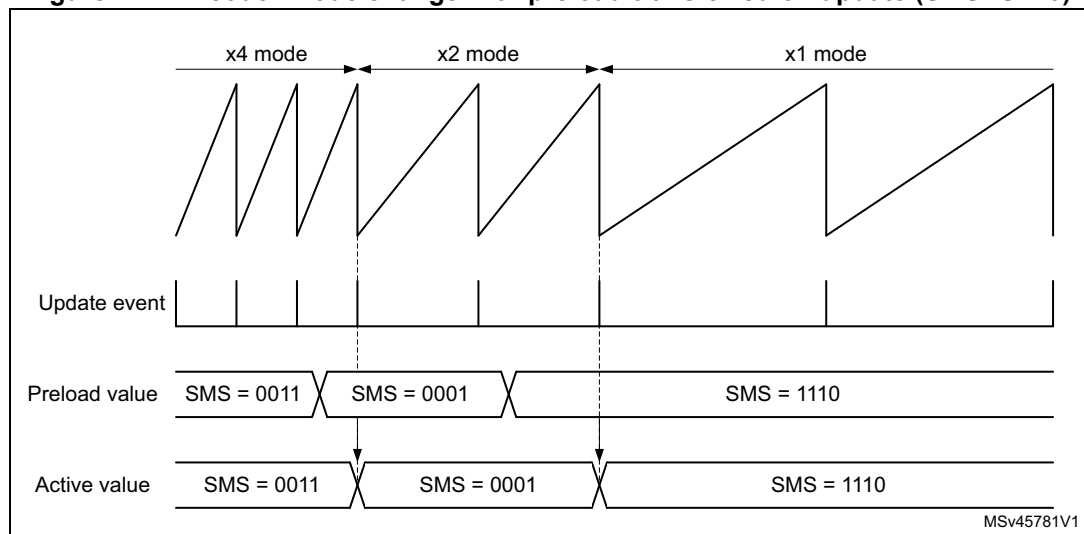 x4 mode x2 mode x1 mode
Update event
Preload value SMS = 0011 SMS = 0001 SMS = 1110
Active value SMS = 0011 SMS = 0001 SMS = 1110
MSv45781V1